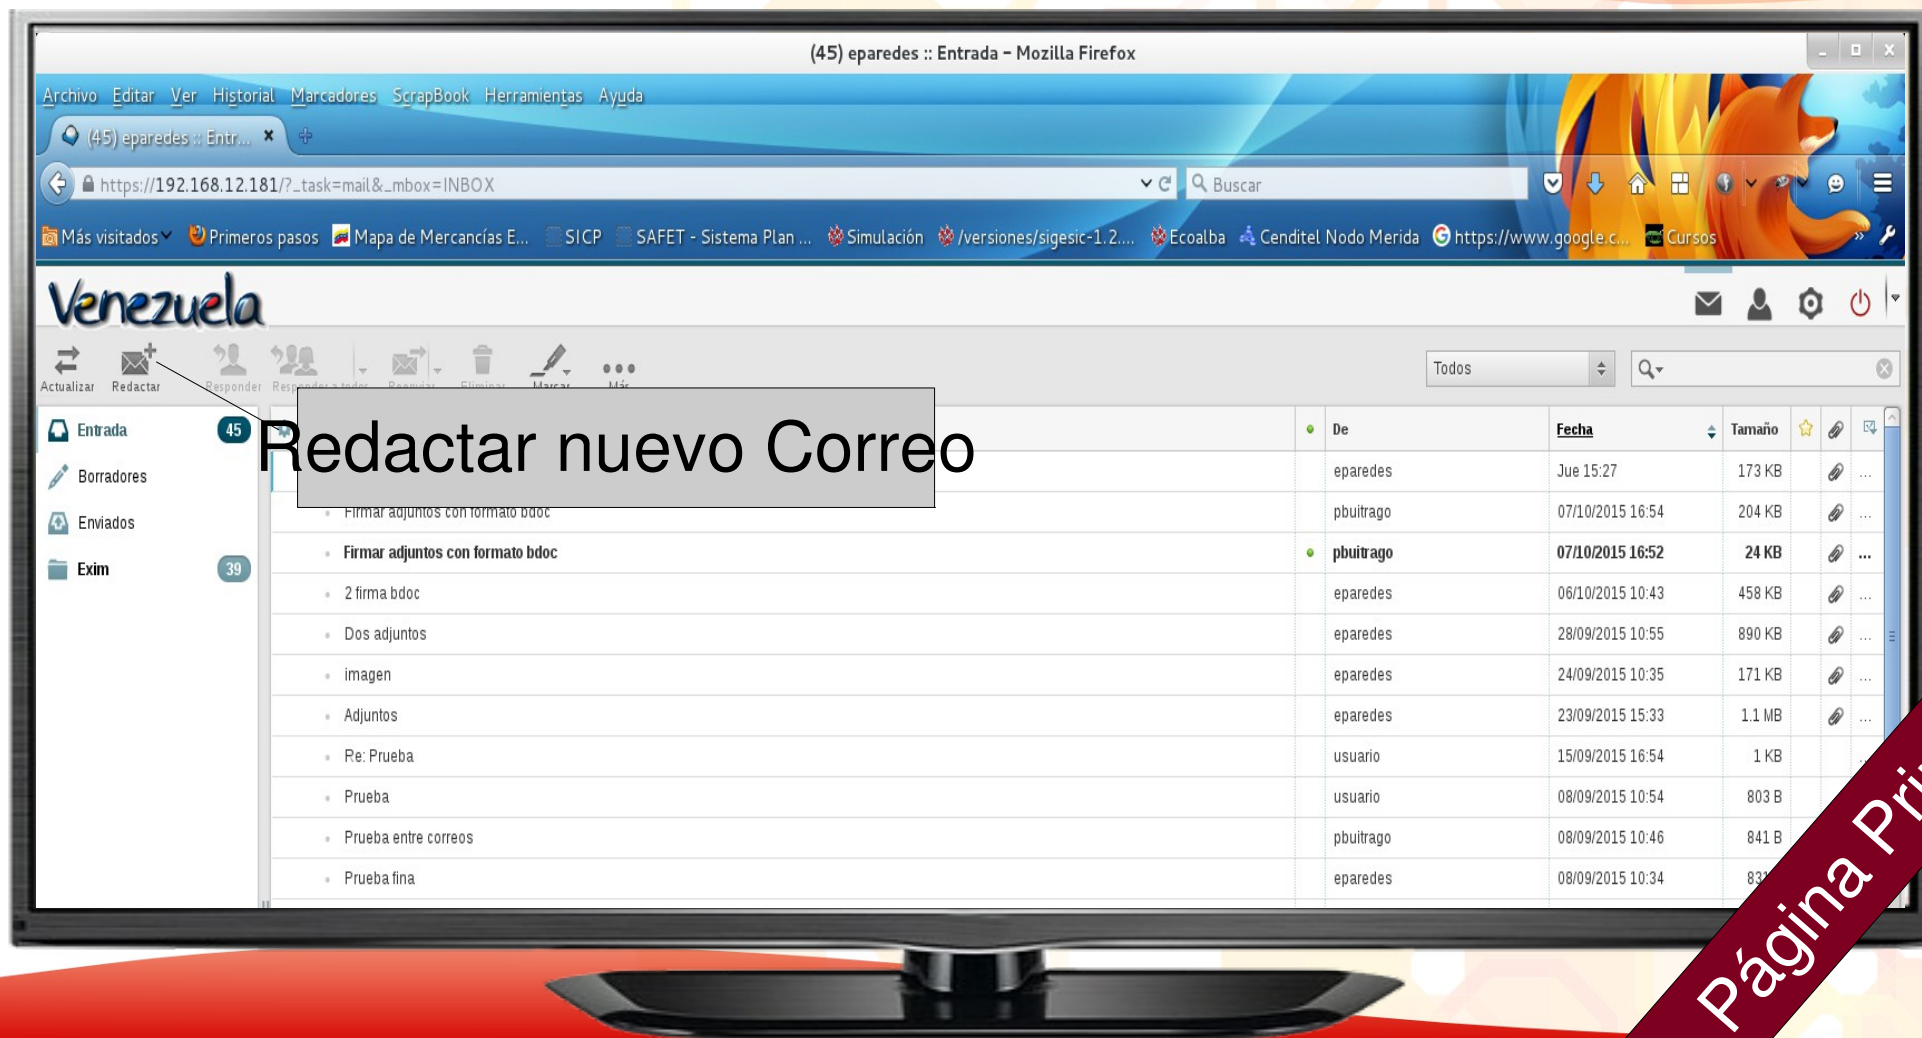 (45) eparedes :: Entrada - Mozilla Firefox
Archivo Editar Ver Historial Marcadores ScrapBook Herramientas Ayuda
(45) eparedes :: Entr...
https://192.168.12.181/?_task=mail&_mbox=INBOX
Buscar
Más visitados Primeros pasos Mapa de Mercancías E... SICP SAFET - Sistema Plan ... Simulación /versiones/sigesic-1.2.... Ecoalba Cenditel Nodo Merida https://www.google.c... Cursos
Venezuela
Actualizar Redactar Responder Responder a todos Reenviar Eliminar Marcar Más
Todos
Redactar nuevo Correo
Entrada 45
Borradores
Enviados
Exim 39
De Fecha Tamaño
eparedes Jue 15:27 173 KB ...
Firmar adjuntos con formato bdoc pbuitrago 07/10/2015 16:54 204 KB ...
Firmar adjuntos con formato bdoc pbuitrago 07/10/2015 16:52 24 KB ...
2 firma bdoc eparedes 06/10/2015 10:43 458 KB ...
Dos adjuntos eparedes 28/09/2015 10:55 890 KB ...
imagen eparedes 24/09/2015 10:35 171 KB ...
Adjuntos eparedes 23/09/2015 15:33 1.1 MB ...
Re: Prueba usuario 15/09/2015 16:54 1 KB
Prueba usuario 08/09/2015 10:54 803 B
Prueba entre correos pbuitrago 08/09/2015 10:46 841 B
Prueba fina eparedes 08/09/2015 10:34
Página